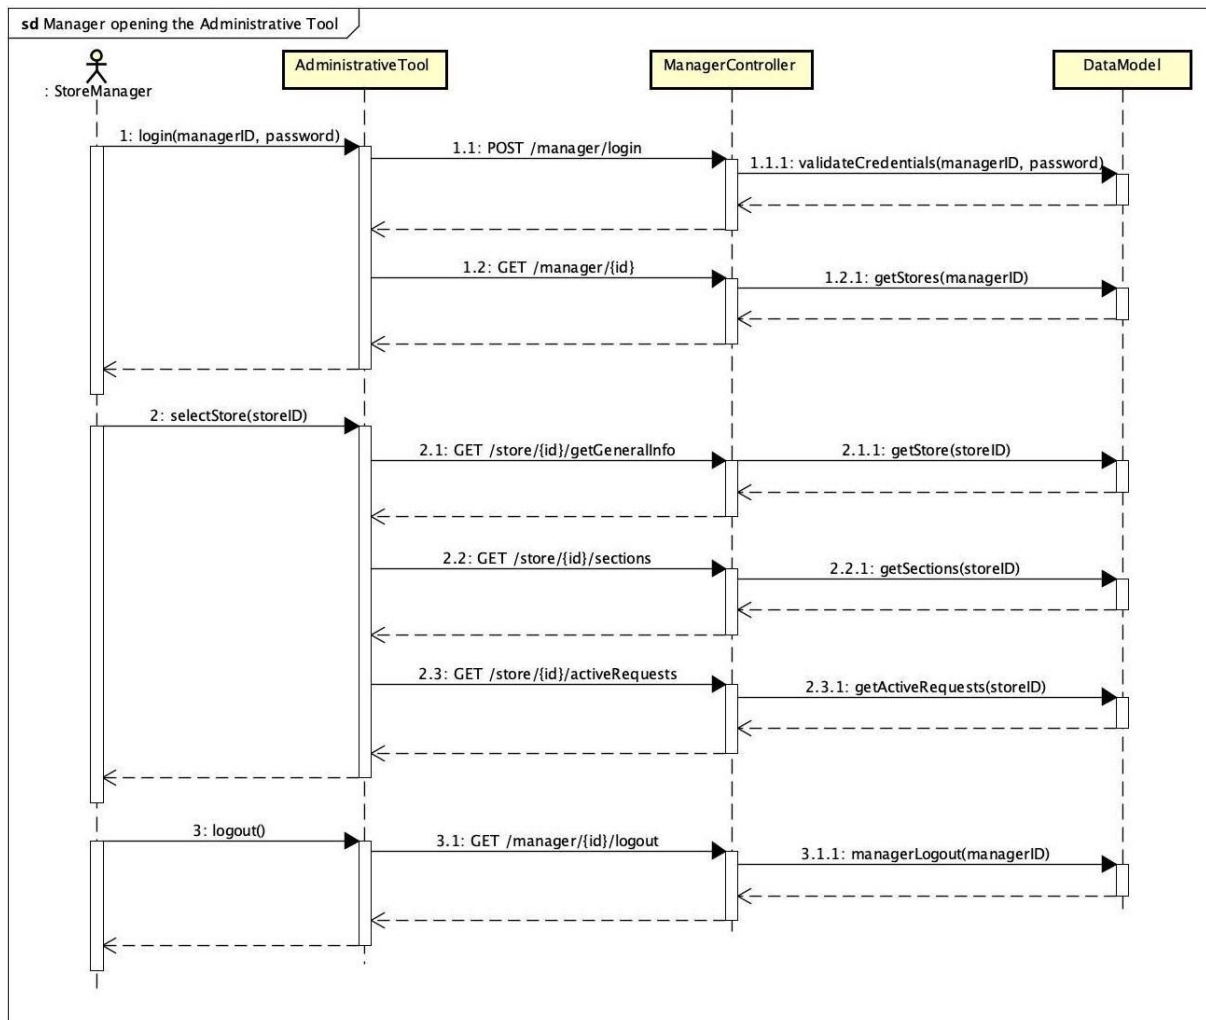 sd Manager opening the Administrative Tool
: StoreManager
AdministrativeTool
ManagerController
DataModel
1: login(managerID, password)
1.1: POST /manager/login
1.1.1: validateCredentials(managerID, password)
1.2: GET /manager/{id}
1.2.1: getStores(managerID)
2: selectStore(storeID)
2.1: GET /store/{id}/getGeneralInfo
2.1.1: getStore(storeID)
2.2: GET /store/{id}/sections
2.2.1: getSections(storeID)
2.3: GET /store/{id}/activeRequests
2.3.1: getActiveRequests(storeID)
3: logout()
3.1: GET /manager/{id}/logout
3.1.1: managerLogout(managerID)